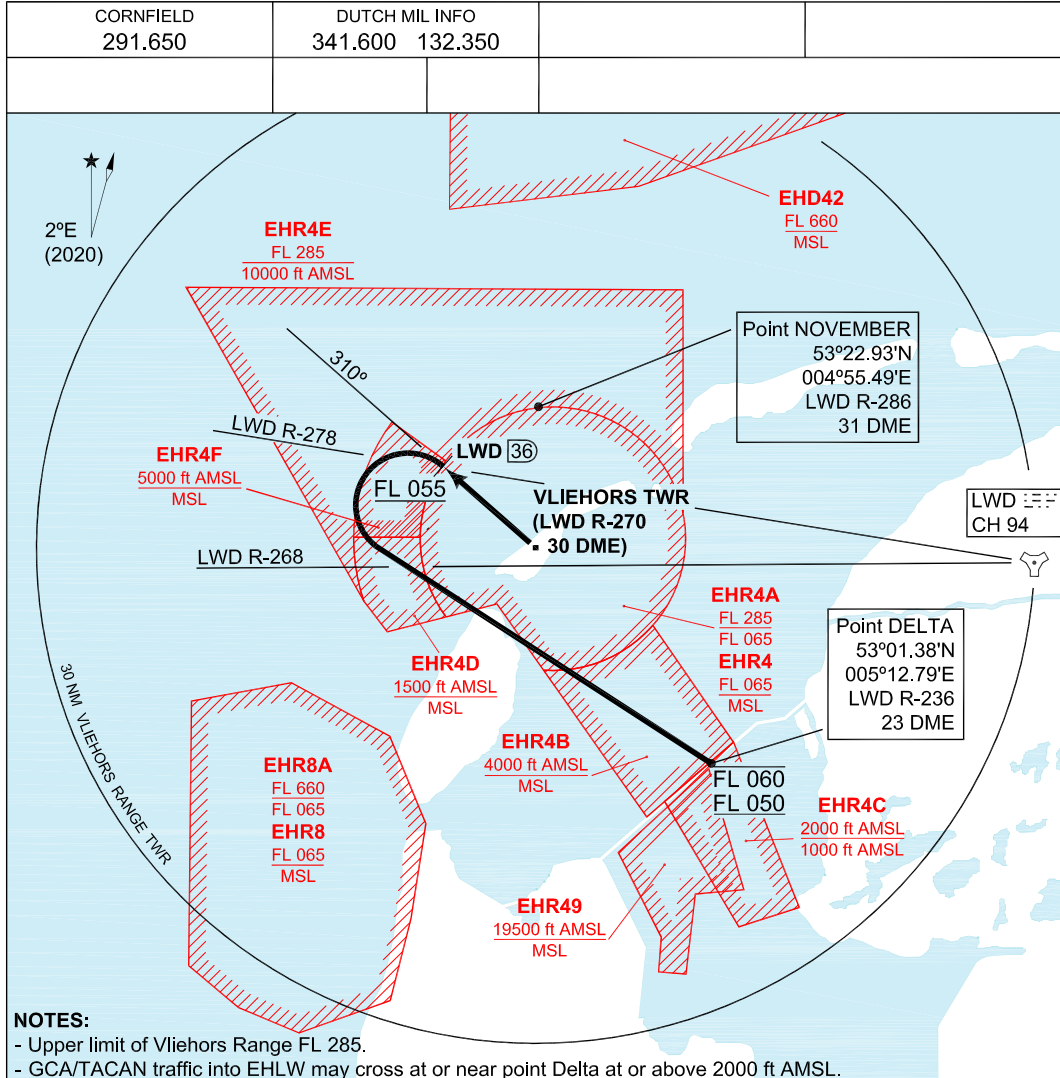 CORNFIELD
291.650
DUTCH MIL INFO
341.600 132.350
2ºE
(2020)
EHD42
FL 660
MSL
EHR4E
FL 285
10000 ft AMSL
Point NOVEMBER
53º22.93'N
004º55.49'E
LWD R-286
31 DME
310º
LWD R-278
LWD 36
EHR4F
5000 ft AMSL
MSL
FL 055
VLIEHORS TWR
(LWD R-270
- 30 DME)
LWD
CH 94
LWD R-268
EHR4A
FL 285
FL 065
EHR4
FL 065
MSL
Point DELTA
53º01.38'N
005º12.79'E
LWD R-236
23 DME
EHR4D
1500 ft AMSL
MSL
30 NM VLIEHORS RANGE TWR
EHR4B
4000 ft AMSL
MSL
EHR8A
FL 660
FL 065
EHR8
FL 065
MSL
FL 060
FL 050
EHR4C
2000 ft AMSL
1000 ft AMSL
EHR49
19500 ft AMSL
MSL
NOTES:
- Upper limit of Vliehors Range FL 285.
- GCA/TACAN traffic into EHLW may cross at or near point Delta at or above 2000 ft AMSL.